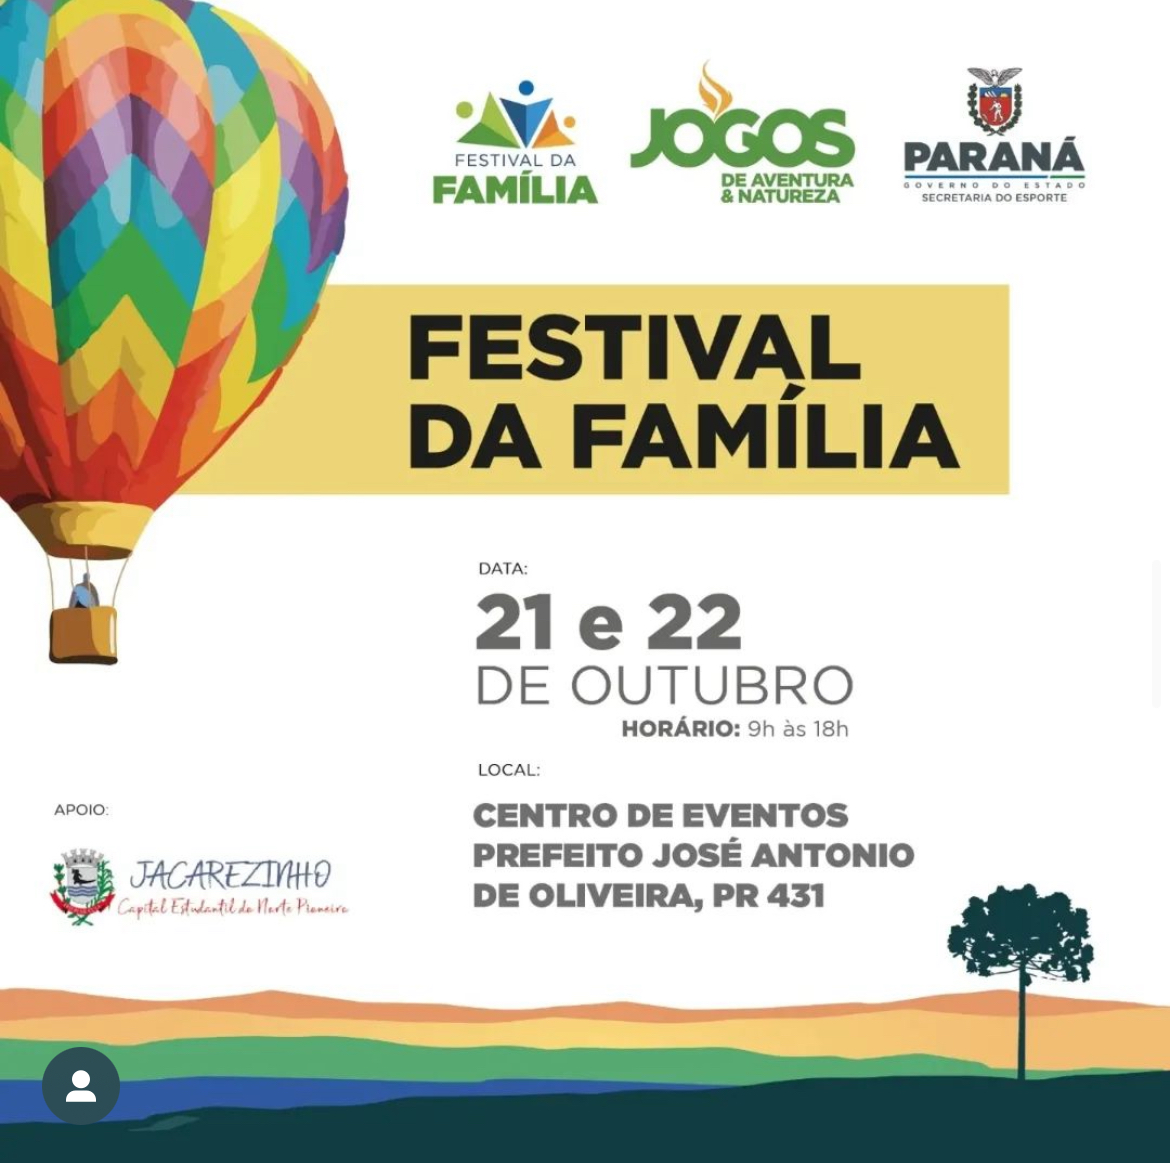 FESTIVAL DA
FAMÍLIA
JOGOS
DE AVENTURA
& NATUREZA
PARANÁ
GOVERNO DO ESTADO
SECRETARIA DO ESPORTE
FESTIVAL
DA FAMÍLIA
DATA:
21 e 22
DE OUTUBRO
HORÁRIO: 9h às 18h
LOCAL:
CENTRO DE EVENTOS
PREFEITO JOSÉ ANTONIO
DE OLIVEIRA, PR 431
APOIO:
JACAREZINHO
Capital Estudantil do Norte Pioneiro